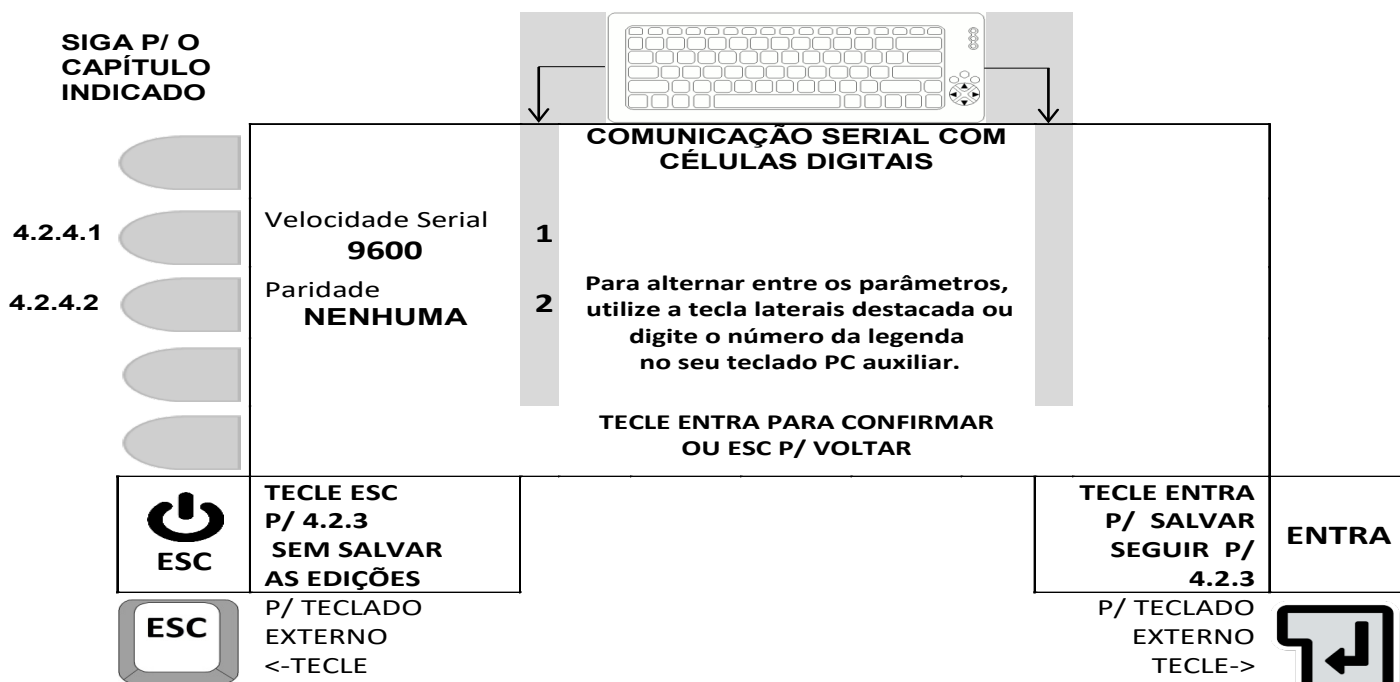 SIGA P/ O
CAPÍTULO
INDICADO
COMUNICAÇÃO SERIAL COM
CÉLULAS DIGITAIS
4.2.4.1
Velocidade Serial
9600
1
4.2.4.2
Paridade
NENHUMA
2
Para alternar entre os parâmetros,
utilize a tecla laterais destacada ou
digite o número da legenda
no seu teclado PC auxiliar.
TECLE ENTRA PARA CONFIRMAR
OU ESC P/ VOLTAR
ESC
TECLE ESC
P/ 4.2.3
SEM SALVAR
AS EDIÇÕES
TECLE ENTRA
P/ SALVAR
SEGUIR P/
4.2.3
ENTRA
ESC
P/ TECLADO
EXTERNO
<-TECLE
P/ TECLADO
EXTERNO
TECLE->